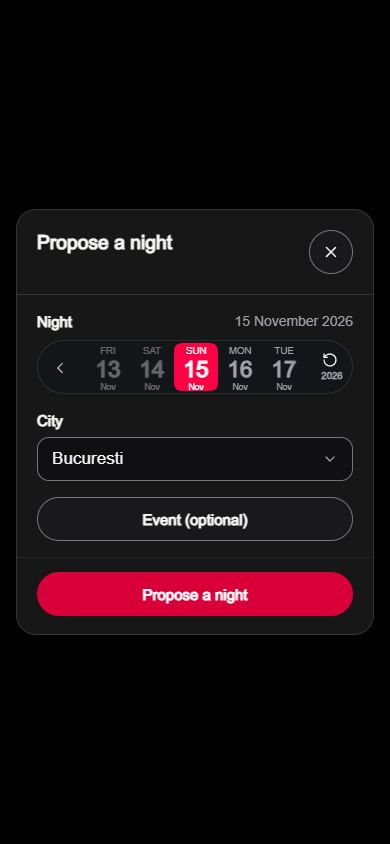 Propose a night
Night 15 November 2026
FRI SAT SUN MON TUE
13 14 15 16 17
Nov Nov Nov Nov Nov 2026
City
Bucuresti
Event (optional)
Propose a night